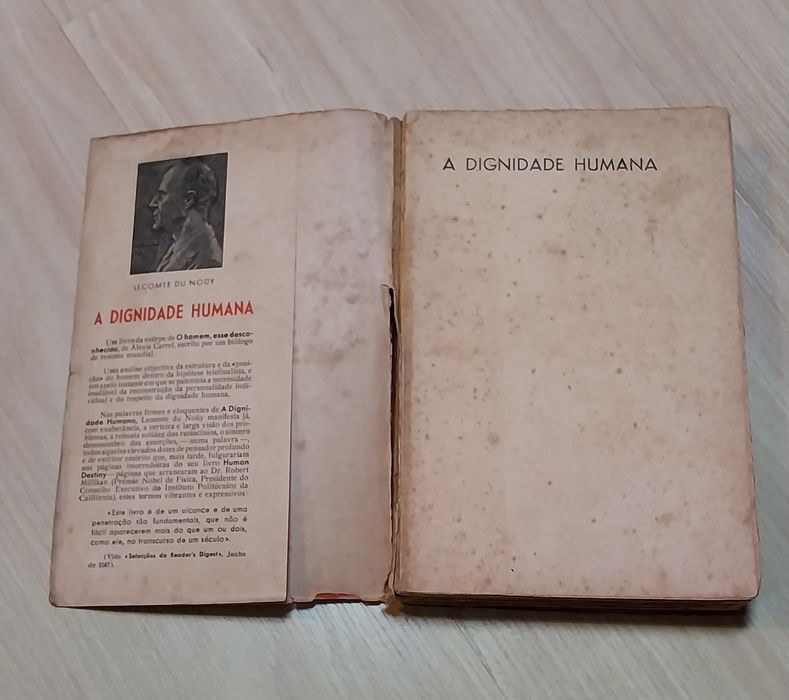 LECOMTE DU NOÜY
A DIGNIDADE HUMANA
Um livro da estirpe de O homem, esse desco-
nhecido, de Alexis Carrel, escrito por um biólogo
de renome mundial.
Uma análise objectiva da estrutura e da «posi-
ção» do homem dentro da hipótese telefinalista, e
um apelo instante em que se patenteia a necessidade
inadiável da reconstrução da personalidade indi-
vidual e do respeito da dignidade humana.
Nas palavras firmes e eloquentes de A Digni-
dade Humana, Lecomte du Noüy manifesta já,
com exuberância, a certeira e larga visão dos pro-
blemas, a robusta solidez dos raciocínios, o sincero
desassombro das asserções, — numa palavra —,
todos aqueles elevados dotes de pensador profundo
e de escritor emérito que, mais tarde, fulgurariam
nas páginas imorredoiras do seu livro Human
Destiny — páginas que arrancaram ao Dr. Robert
Millikan (Prémio Nobel de Física, Presidente do
Conselho Executivo do Instituto Politécnico da
Califórnia), estes termos vibrantes e expressivos:
«Este livro é de um alcance e de uma
penetração tão fundamentais, que não é
fácil aparecerem mais do que um ou dois,
como ele, no transcurso de um século».
(Vide «Selecções do Reader's Digest», Junho
de 1947).
A DIGNIDADE HUMANA